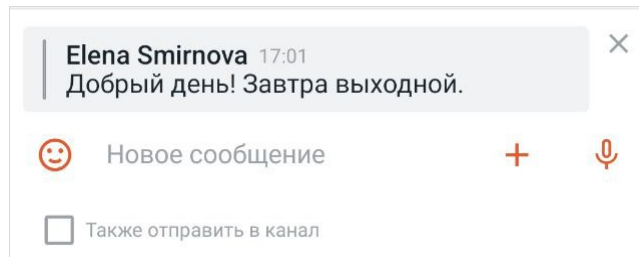 Elena Smirnova 17:01
Добрый день! Завтра выходной.
Новое сообщение
Также отправить в канал